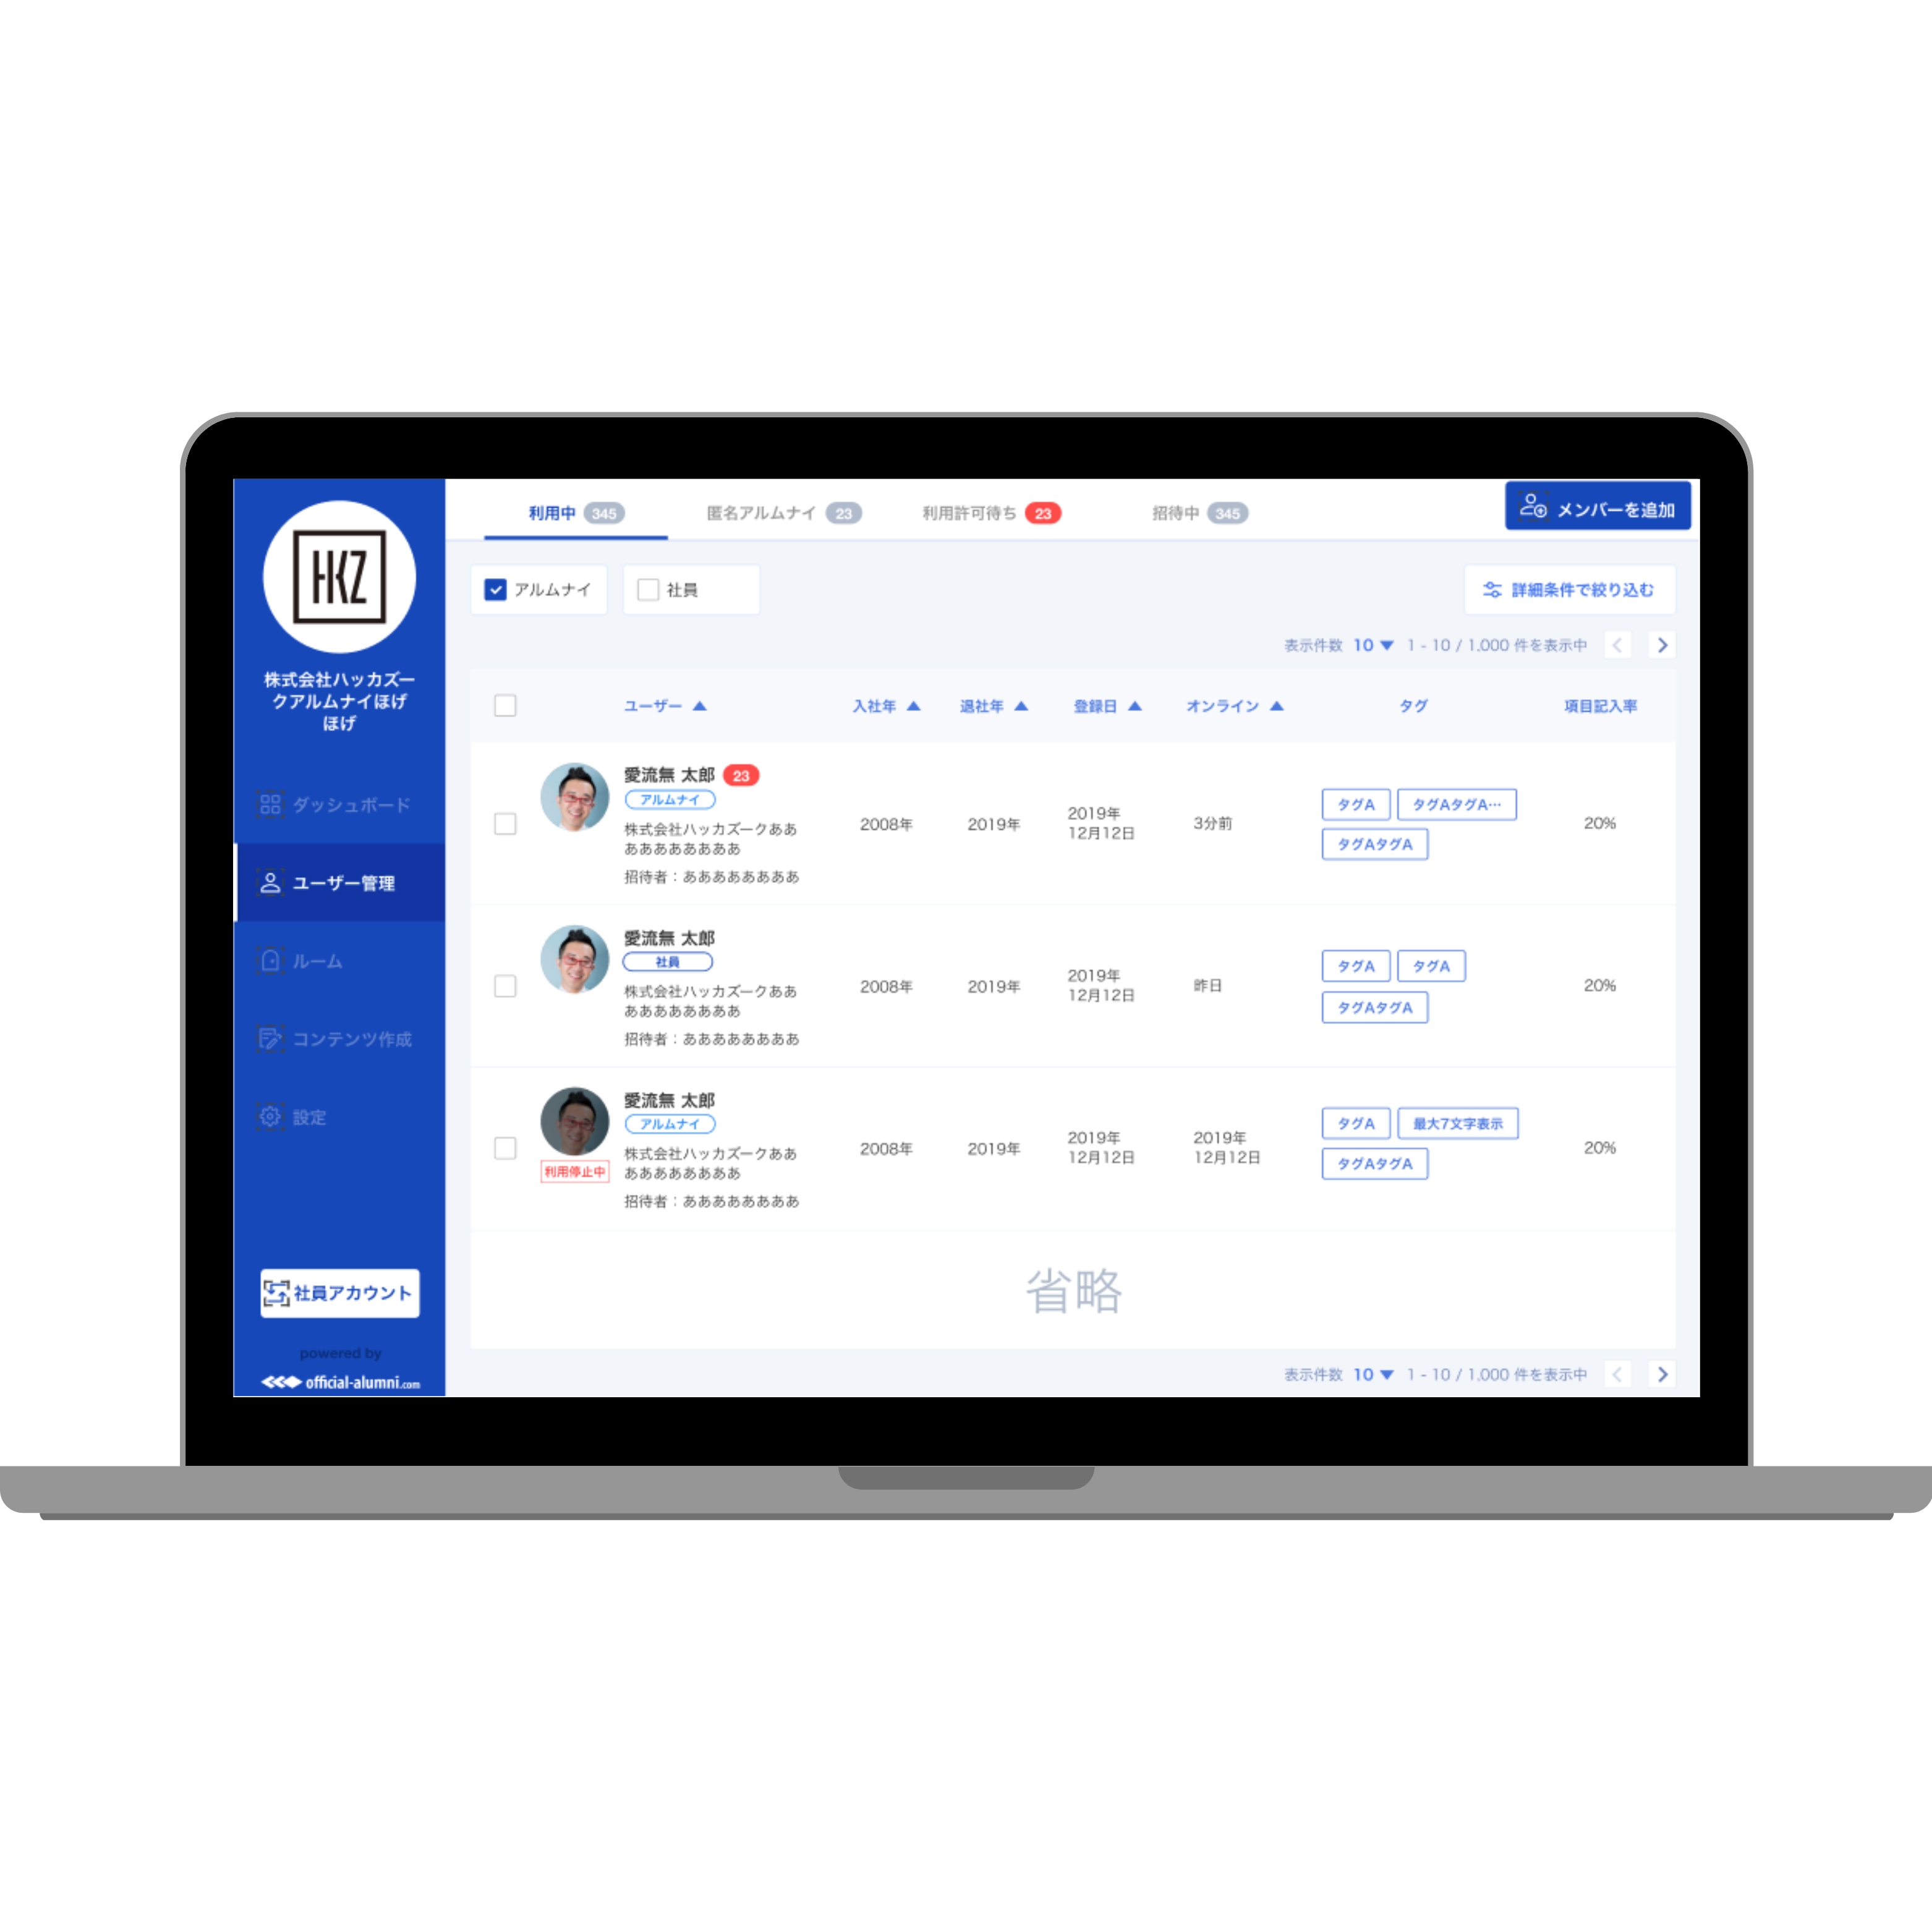 HKZ
株式会社ハッカズー
クアルムナイほげ
ほげ
ダッシュボード
ユーザー管理
ルーム
コンテンツ作成
設定
社員アカウント
powered by
official-alumni.com
利用中 345
匿名アルムナイ 23
利用許可待ち 23
招待中 345
メンバーを追加
アルムナイ
社員
詳細条件で絞り込む
表示件数 10 ▼ 1 - 10 / 1,000 件を表示中
ユーザー ▲ 入社年 ▲ 退社年 ▲ 登録日 ▲ オンライン ▲ タグ 項目記入率
愛流無 太郎 23
アルムナイ
株式会社ハッカズークああ
ああああああああ
招待者：ああああああああ
2008年
2019年
2019年
12月12日
3分前
タグA タグAタグA…
タグAタグA
20%
愛流無 太郎
社員
株式会社ハッカズークああ
ああああああああ
招待者：ああああああああ
2008年
2019年
2019年
12月12日
昨日
タグA タグA
タグAタグA
20%
利用停止中
愛流無 太郎
アルムナイ
株式会社ハッカズークああ
ああああああああ
招待者：ああああああああ
2008年
2019年
2019年
12月12日
2019年
12月12日
タグA 最大7文字表示
タグAタグA
20%
省略
表示件数 10 ▼ 1 - 10 / 1,000 件を表示中